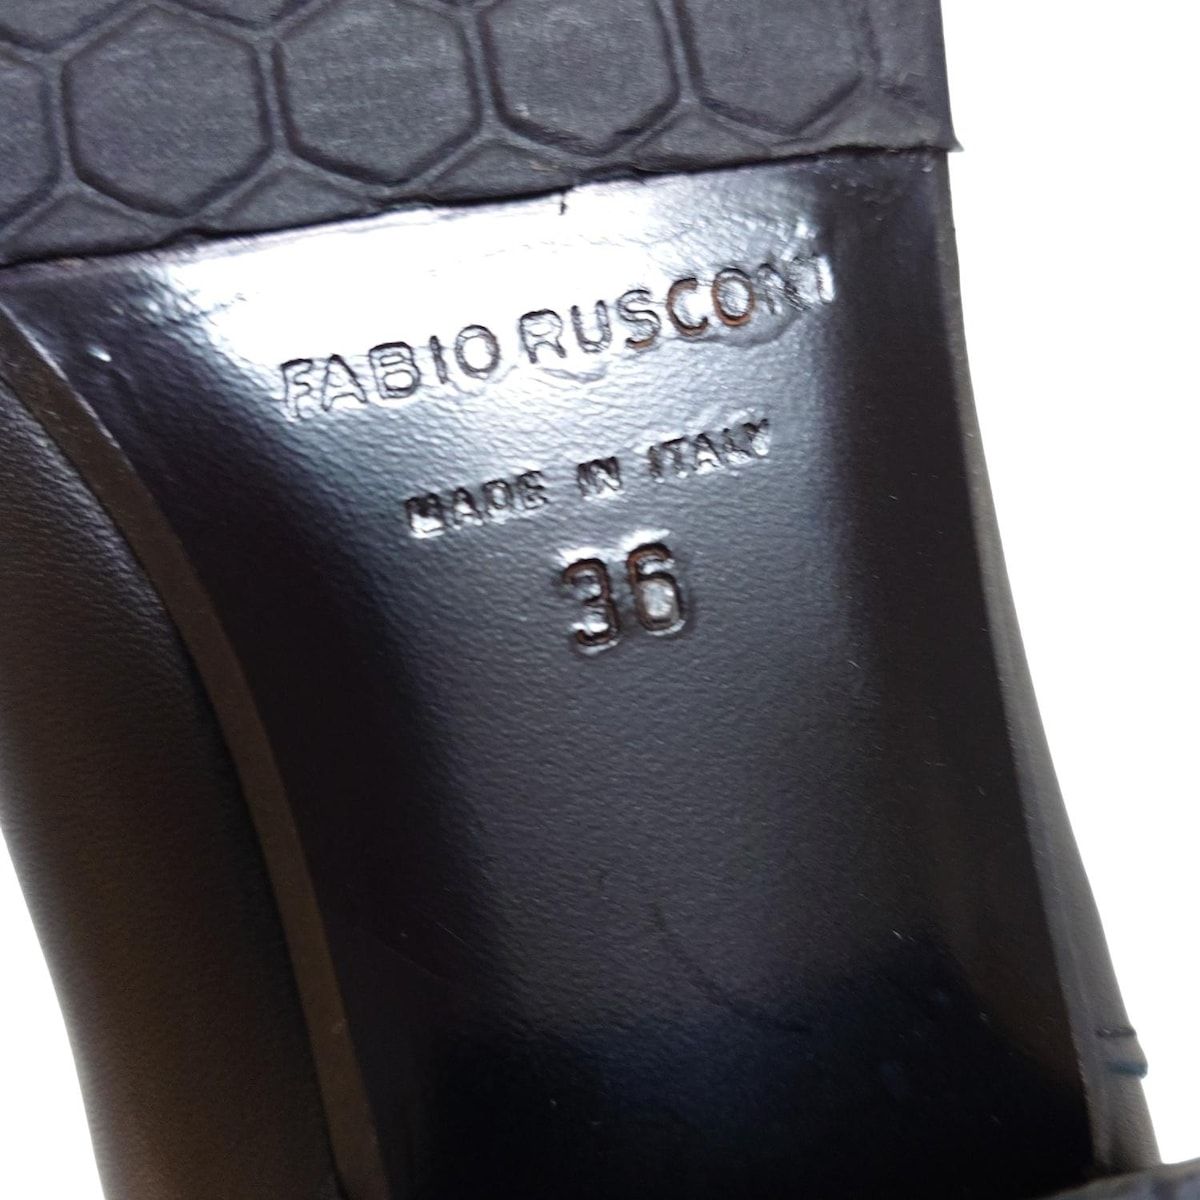 FABIO RUSCONI
MADE IN ITALY
36